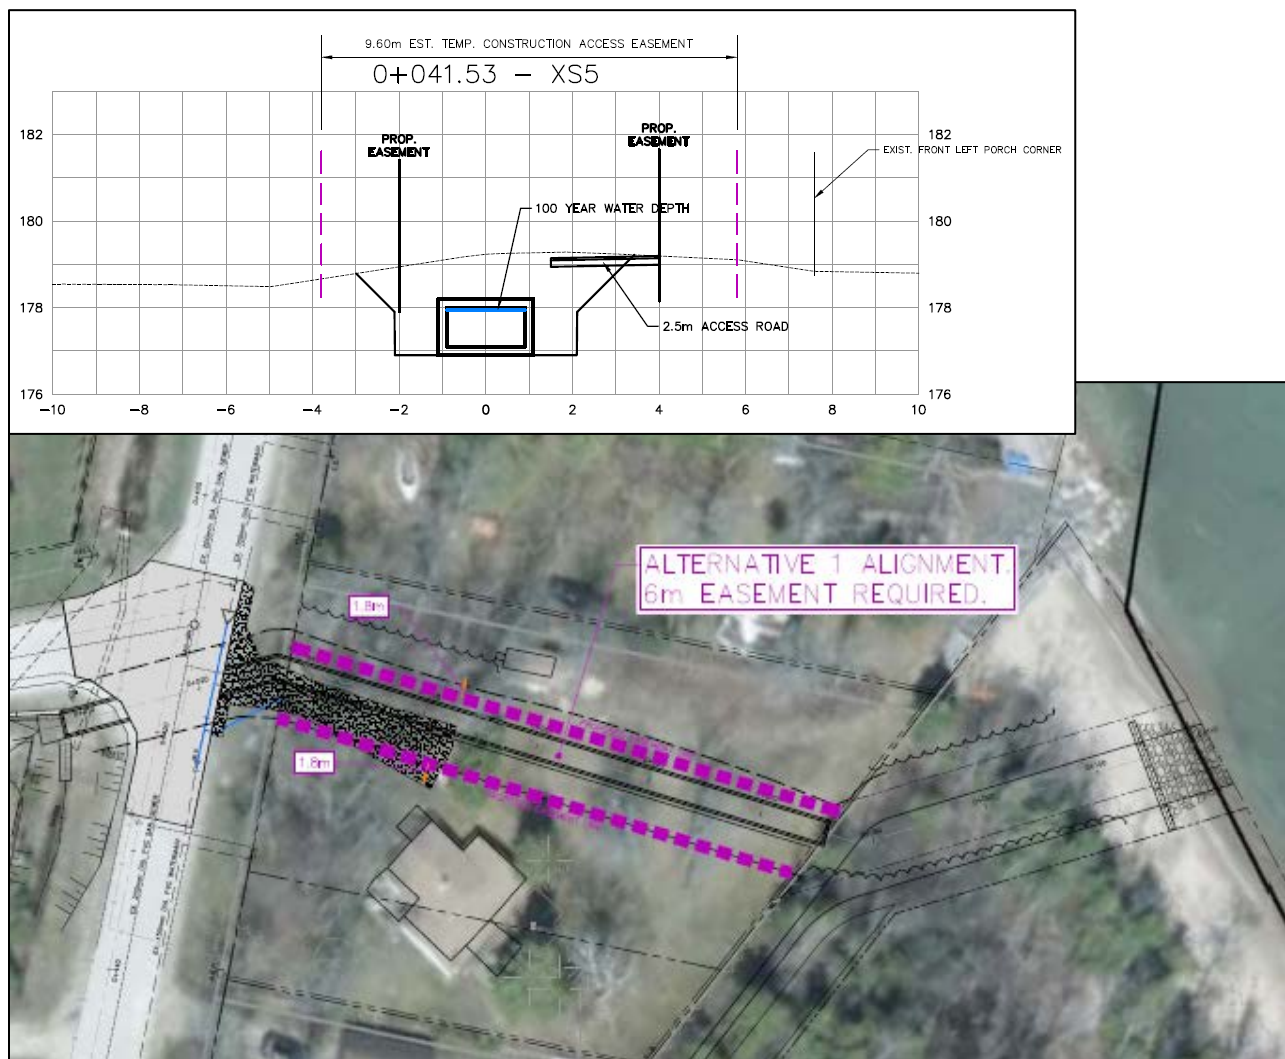 9.60m EST. TEMP. CONSTRUCTION ACCESS EASEMENT
0+041.53 - XS5
182
182
PROP.
EASEMENT
PROP.
EASEMENT
EXIST. FRONT LEFT PORCH CORNER
180
180
100 YEAR WATER DEPTH
178
178
2.5m ACCESS ROAD
176
176
-10
-8
-6
-4
-2
0
2
4
6
8
10
ALTERNATIVE 1 ALIGNMENT.
6m EASEMENT REQUIRED.
1.8m
1.8m